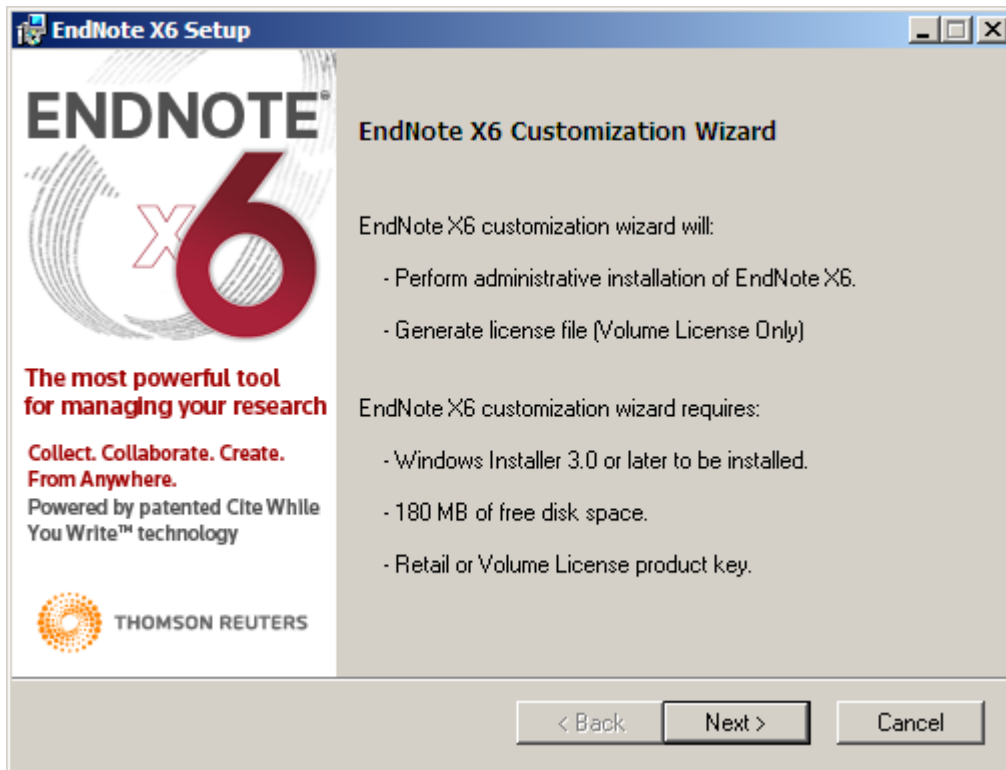 EndNote X6 Setup
ENDNOTE®
X6
The most powerful tool
for managing your research
Collect. Collaborate. Create.
From Anywhere.
Powered by patented Cite While
You Write™ technology
THOMSON REUTERS
EndNote X6 Customization Wizard
EndNote X6 customization wizard will:
- Perform administrative installation of EndNote X6.
- Generate license file (Volume License Only)
EndNote X6 customization wizard requires:
- Windows Installer 3.0 or later to be installed.
- 180 MB of free disk space.
- Retail or Volume License product key.
< Back
Next >
Cancel